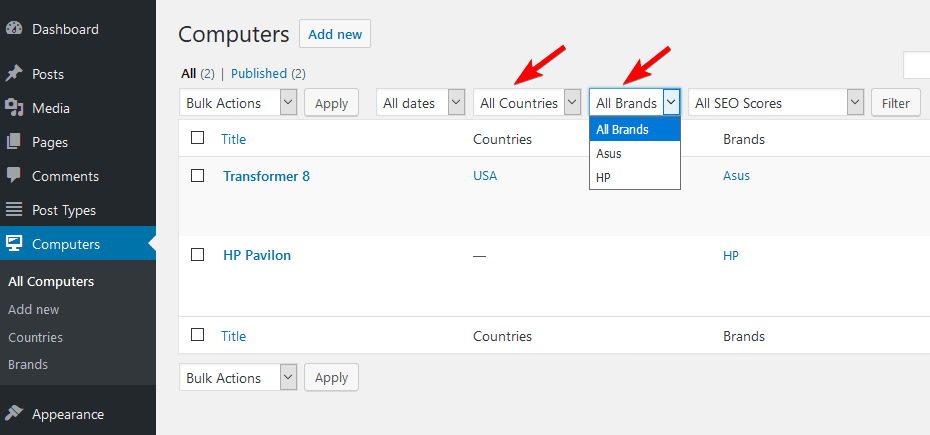 Dashboard
Posts
Media
Pages
Comments
Post Types
Computers
All Computers
Add new
Countries
Brands
Appearance
Computers Add new
All (2) | Published (2)
Bulk Actions Apply All dates All Countries All Brands All SEO Scores Filter
All Brands
Asus
HP
Title Countries Brands
Transformer 8 USA Asus
HP Pavilon — HP
Title Countries Brands
Bulk Actions Apply